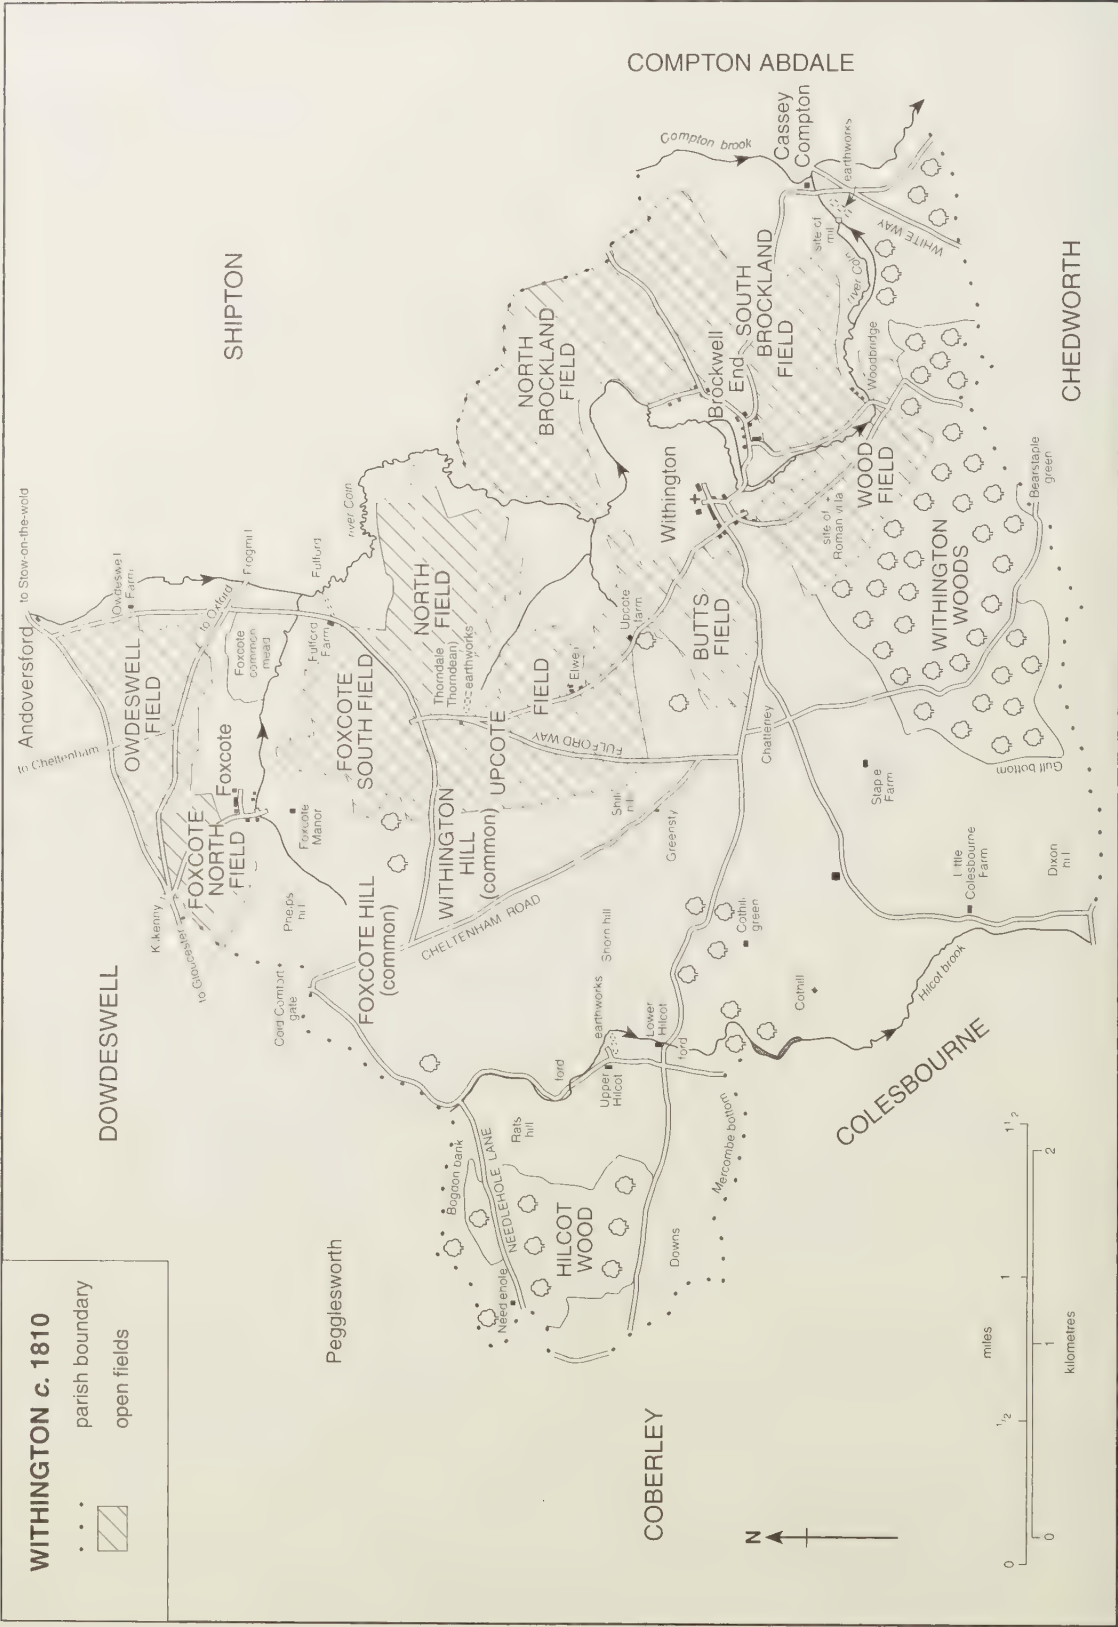 WITHINGTON c. 1810
parish boundary
open fields
DOWDESWELL
SHIPTON
COMPTON ABDALE
CHEDWORTH
COLESBOURNE
COBERLEY
Pegglesworth
Andoversford
to Stow-on-the-wold
to Cheltenham
Owdeswell
Farm
OWDESWELL
FIELD
to Oxford
Frogmill
Foxcote
common
mead
Fulford
Fulford
Farm
river Coln
Kilkenny
to Gloucester
FOXCOTE
NORTH
FIELD
Foxcote
Foxcote
Manor
FOXCOTE
SOUTH FIELD
Cold Comfort
gate
FOXCOTE HILL
(common)
NORTH
FIELD
Thorndale
Thorndean)
earthworks
WITHINGTON
HILL
(common)
CHELTENHAM ROAD
UPCOTE
FIELD
FULFORD WAY
Upcote
farm
NORTH
BROCKLAND
FIELD
Compton brook
Cassey
Compton
earthworks
site of
mill
WHITE WAY
SOUTH
BROCKLAND
FIELD
Brockwell
End
Woodbridge
Withington
BUTTS
FIELD
site of
Roman villa
WOOD
FIELD
WITHINGTON
WOODS
Bearstaple
green
Gulf bottom
Chatterley
Staple
Farm
Little
Colesbourne
Farm
Dixon
hill
Hilcot brook
Cothill
green
Cothill
earthworks
Lower
Hilcot
ford
Upper
Hilcot
ford
Rats
hill
Bogdon bank
NEEDLEHOLE LANE
Needlehole
HILCOT
WOOD
Downs
Mercombe bottom
N
0
1/2
1
1 1/2
miles
0
1
2
kilometres